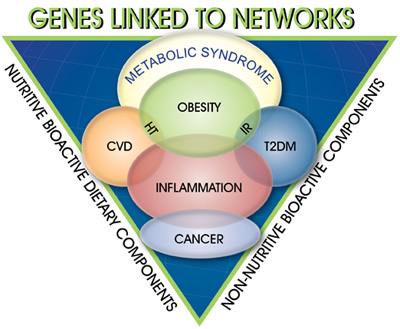 GENES LINKED TO NETWORKS
METABOLIC SYNDROME
OBESITY
HT
IR
CVD
T2DM
INFLAMMATION
CANCER
NUTRITIVE BIOACTIVE DIETARY COMPONENTS
NON-NUTRITIVE BIOACTIVE COMPONENTS